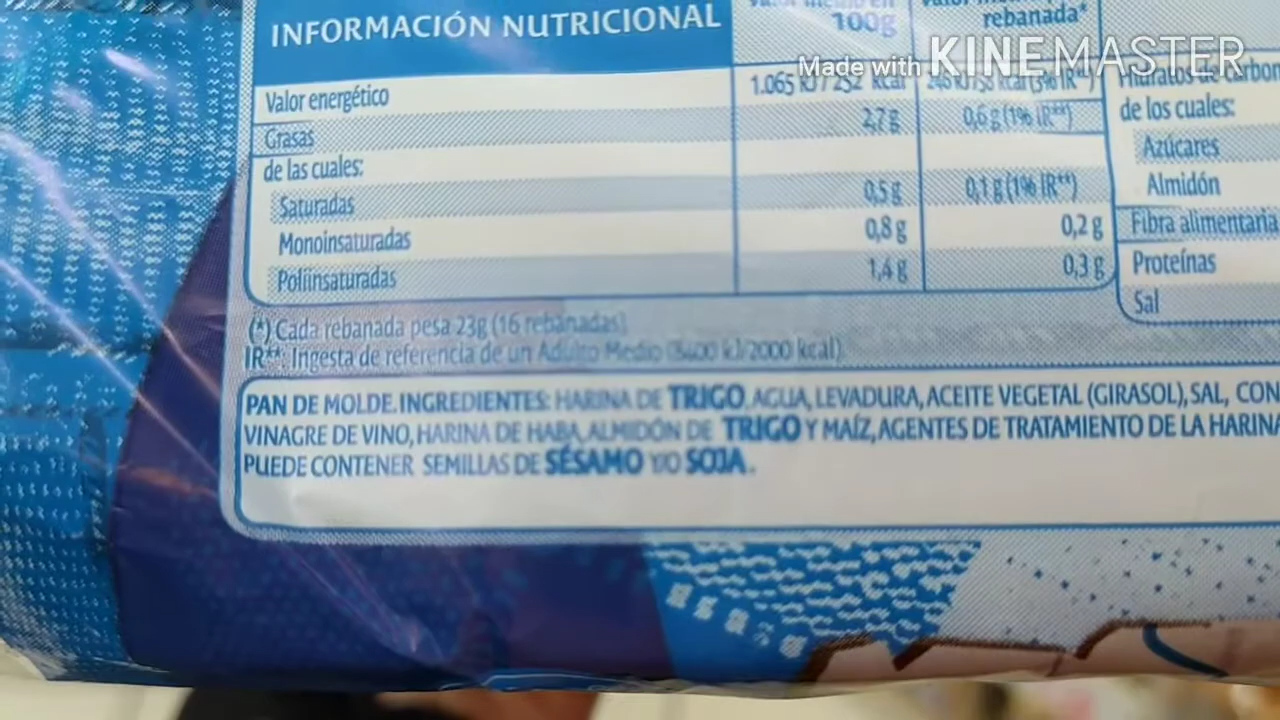 INFORMACIÓN NUTRICIONAL
100g
rebanada*
Made with KINEMASTER
Valor energético 1.065 kJ / 252 kcal
de los cuales:
Grasas 2,7 g 0,6 g (1% IR**)
Azúcares
de las cuales:
Almidón
Saturadas 0,5 g 0,1 g (1% IR**)
Fibra alimentaria
Monoinsaturadas 0,8 g 0,2 g
Proteínas
Poliinsaturadas 1,4 g 0,3 g
Sal
(*) Cada rebanada pesa 23g (16 rebanadas)
IR**: Ingesta de referencia de un Adulto Medio (8400 kJ/2000 kcal)
PAN DE MOLDE. INGREDIENTES: HARINA DE TRIGO, AGUA, LEVADURA, ACEITE VEGETAL (GIRASOL), SAL, CON
VINAGRE DE VINO, HARINA DE HABA, ALMIDÓN DE TRIGO Y MAÍZ, AGENTES DE TRATAMIENTO DE LA HARINA
PUEDE CONTENER SEMILLAS DE SÉSAMO Y/O SOJA.